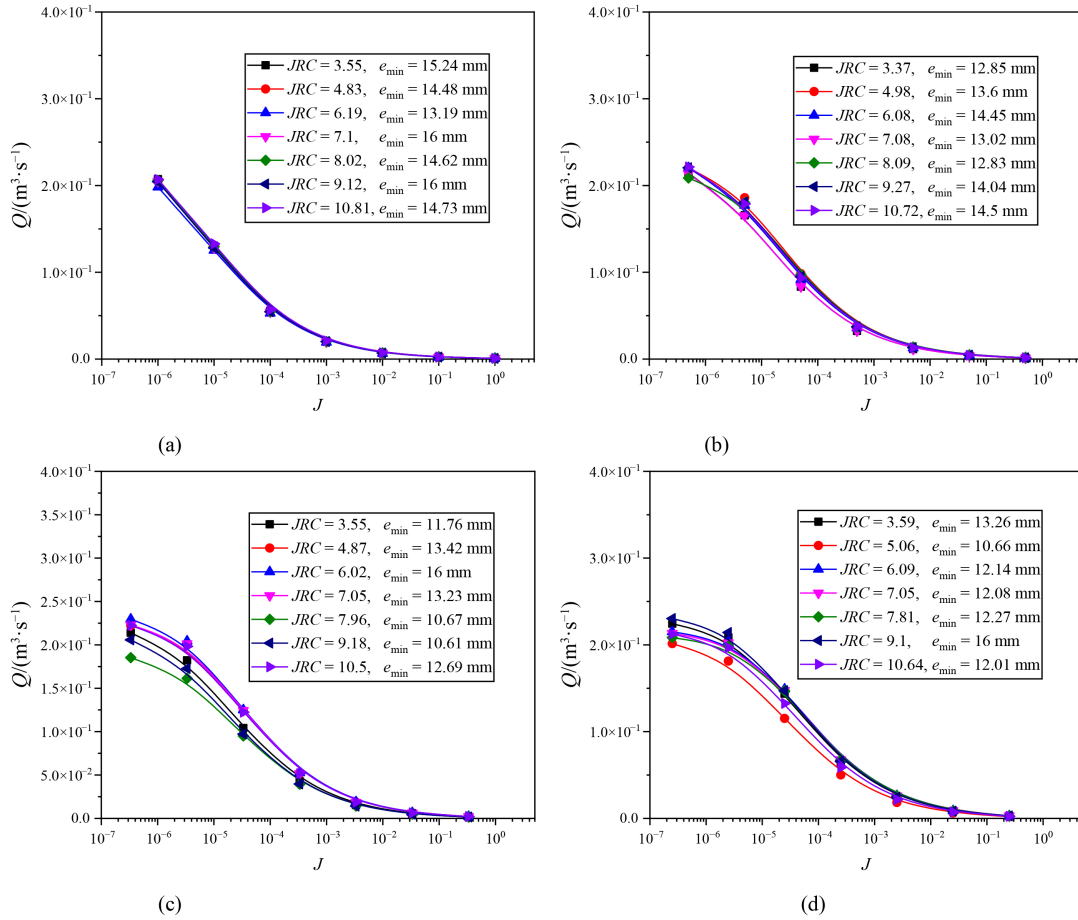 4.0×10⁻¹
3.0×10⁻¹
2.0×10⁻¹
1.0×10⁻¹
0.0
Q/(m³·s⁻¹)
JRC = 3.55, e_min = 15.24 mm
JRC = 4.83, e_min = 14.48 mm
JRC = 6.19, e_min = 13.19 mm
JRC = 7.1, e_min = 16 mm
JRC = 8.02, e_min = 14.62 mm
JRC = 9.12, e_min = 16 mm
JRC = 10.81, e_min = 14.73 mm
10⁻⁷ 10⁻⁶ 10⁻⁵ 10⁻⁴ 10⁻³ 10⁻² 10⁻¹ 10⁰
J
(a)
4.0×10⁻¹
3.0×10⁻¹
2.0×10⁻¹
1.0×10⁻¹
0.0
Q/(m³·s⁻¹)
JRC = 3.37, e_min = 12.85 mm
JRC = 4.98, e_min = 13.6 mm
JRC = 6.08, e_min = 14.45 mm
JRC = 7.08, e_min = 13.02 mm
JRC = 8.09, e_min = 12.83 mm
JRC = 9.27, e_min = 14.04 mm
JRC = 10.72, e_min = 14.5 mm
10⁻⁷ 10⁻⁶ 10⁻⁵ 10⁻⁴ 10⁻³ 10⁻² 10⁻¹ 10⁰
J
(b)
4.0×10⁻¹
3.5×10⁻¹
3.0×10⁻¹
2.5×10⁻¹
2.0×10⁻¹
1.5×10⁻¹
1.0×10⁻¹
5.0×10⁻²
0.0
Q/(m³·s⁻¹)
JRC = 3.55, e_min = 11.76 mm
JRC = 4.87, e_min = 13.42 mm
JRC = 6.02, e_min = 16 mm
JRC = 7.05, e_min = 13.23 mm
JRC = 7.96, e_min = 10.67 mm
JRC = 9.18, e_min = 10.61 mm
JRC = 10.5, e_min = 12.69 mm
10⁻⁷ 10⁻⁶ 10⁻⁵ 10⁻⁴ 10⁻³ 10⁻² 10⁻¹ 10⁰
J
(c)
4.0×10⁻¹
3.0×10⁻¹
2.0×10⁻¹
1.0×10⁻¹
0.0
Q/(m³·s⁻¹)
JRC = 3.59, e_min = 13.26 mm
JRC = 5.06, e_min = 10.66 mm
JRC = 6.09, e_min = 12.14 mm
JRC = 7.05, e_min = 12.08 mm
JRC = 7.81, e_min = 12.27 mm
JRC = 9.1, e_min = 16 mm
JRC = 10.64, e_min = 12.01 mm
10⁻⁷ 10⁻⁶ 10⁻⁵ 10⁻⁴ 10⁻³ 10⁻² 10⁻¹ 10⁰
J
(d)